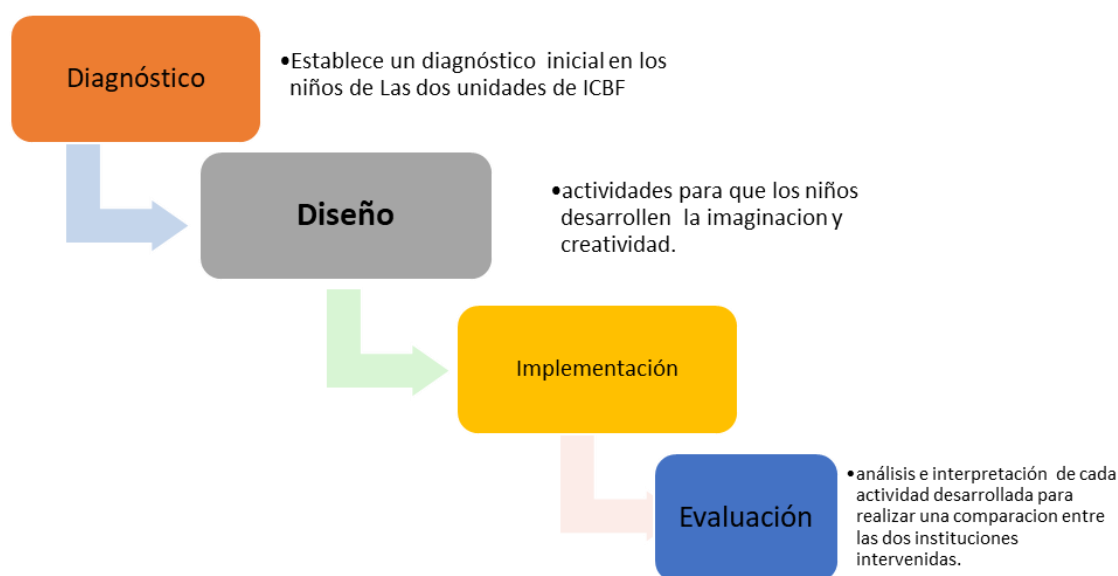 Diagnóstico
•Establece un diagnóstico inicial en los
niños de Las dos unidades de ICBF
Diseño
•actividades para que los niños
desarrollen la imaginacion y
creatividad.
Implementación
Evaluación
•análisis e interpretación de cada
actividad desarrollada para
realizar una comparacion entre
las dos instituciones
intervenidas.